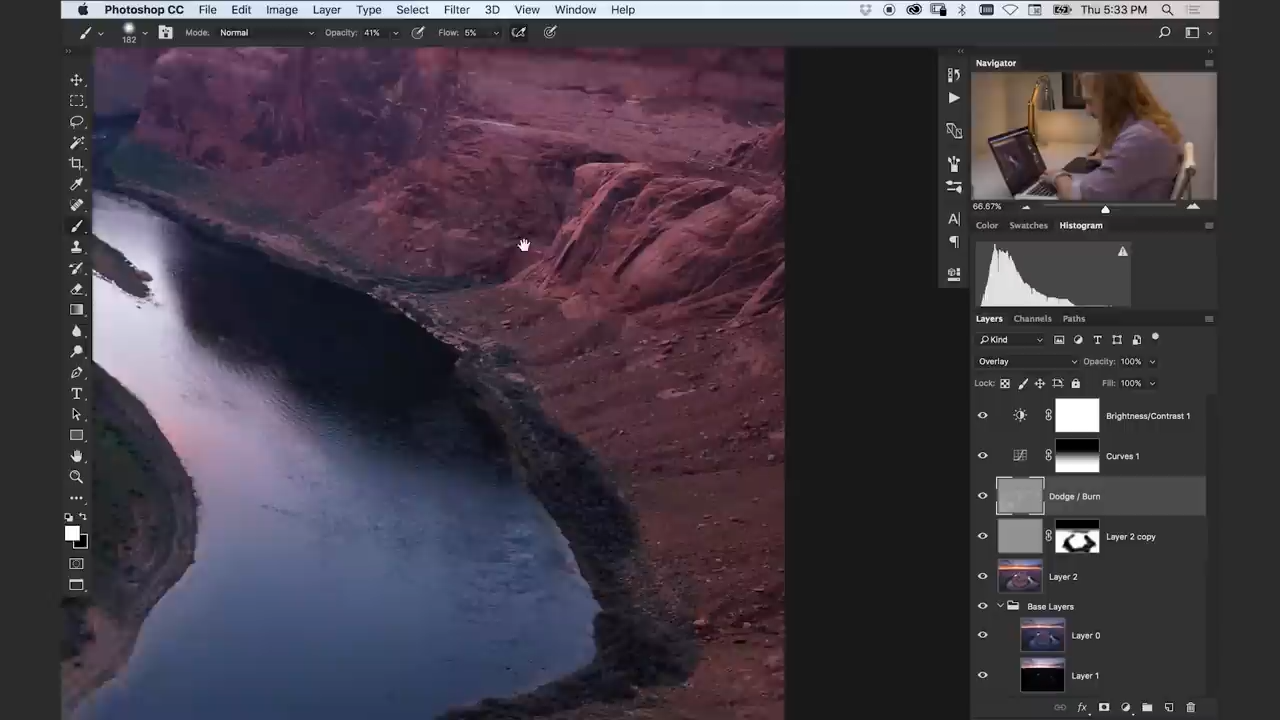 Photoshop CC File Edit Image Layer Type Select Filter 3D View Window Help Thu 5:33 PM
182 Mode: Normal Opacity: 41% Flow: 5%
Navigator
66.67%
Color Swatches Histogram
Layers Channels Paths
Kind
Overlay Opacity: 100%
Lock: Fill: 100%
Brightness/Contrast 1
Curves 1
Dodge / Burn
Layer 2 copy
Layer 2
Base Layers
Layer 0
Layer 1